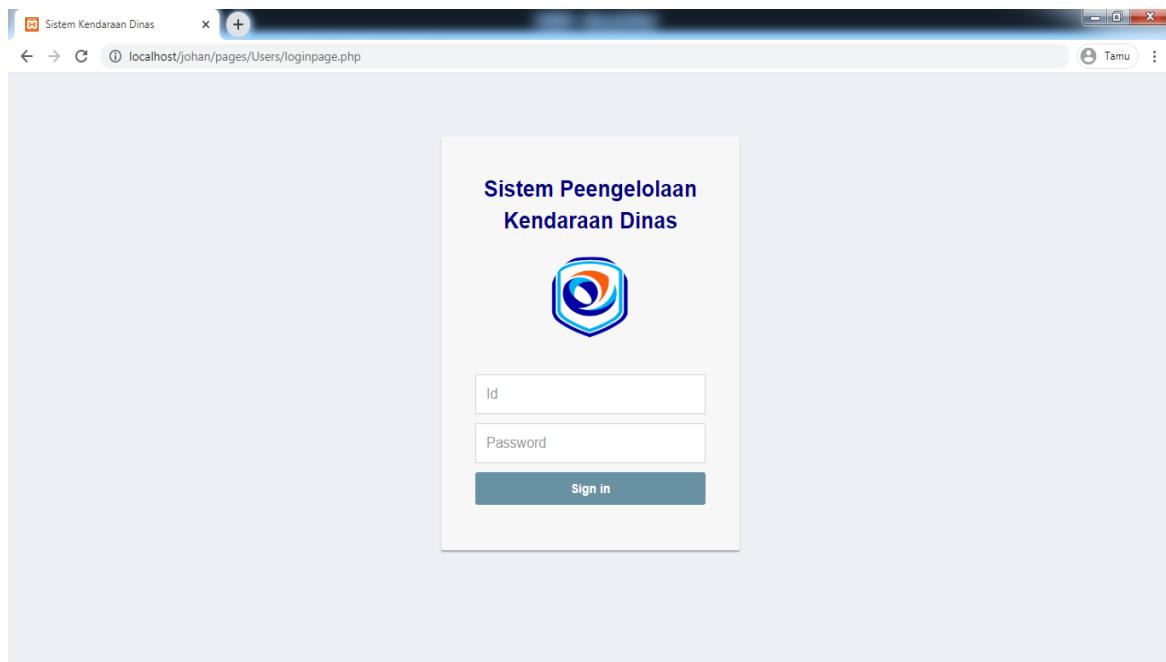 Sistem Kendaraan Dinas
localhost/johan/pages/Users/loginpage.php
Tamu
Sistem Peengelolaan
Kendaraan Dinas
Id
Password
Sign in